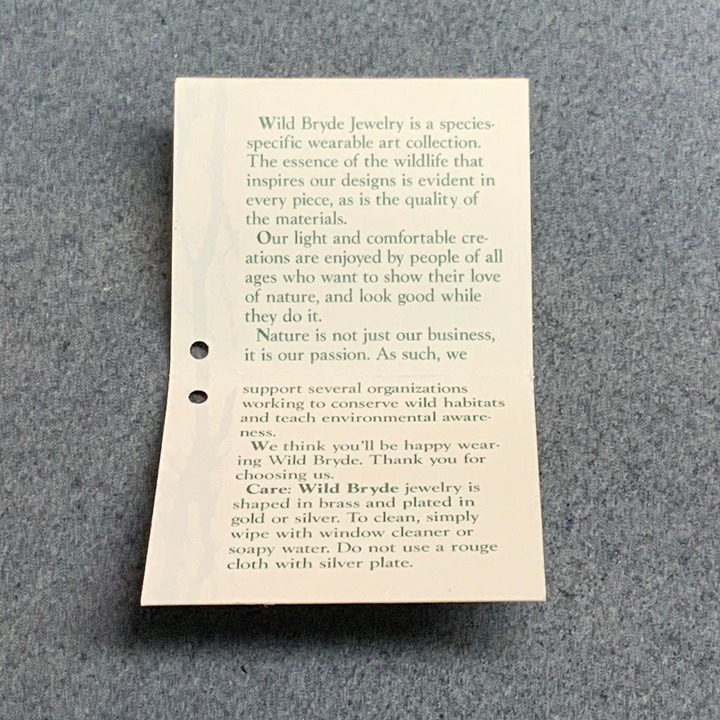 Wild Bryde Jewelry is a species-
specific wearable art collection.
The essence of the wildlife that
inspires our designs is evident in
every piece, as is the quality of
the materials.
Our light and comfortable cre-
ations are enjoyed by people of all
ages who want to show their love
of nature, and look good while
they do it.
Nature is not just our business,
it is our passion. As such, we
support several organizations
working to conserve wild habitats
and teach environmental aware-
ness.
We think you'll be happy wear-
ing Wild Bryde. Thank you for
choosing us.
Care: Wild Bryde jewelry is
shaped in brass and plated in
gold or silver. To clean, simply
wipe with window cleaner or
soapy water. Do not use a rouge
cloth with silver plate.